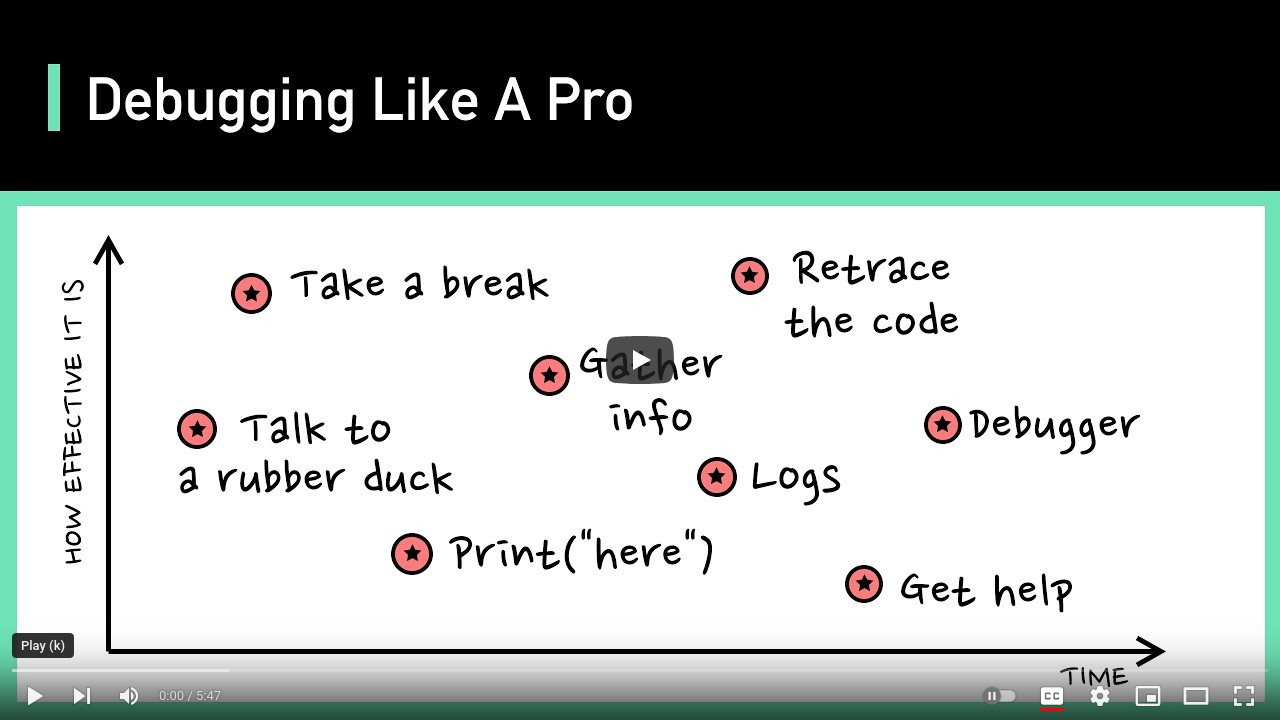 Debugging Like A Pro
HOW EFFECTIVE IT IS
Take a break
Retrace
the code
Gather
info
Talk to
a rubber duck
Debugger
Logs
Print("here")
Get help
Play (k)
TIME
0:00 / 5:47
CC